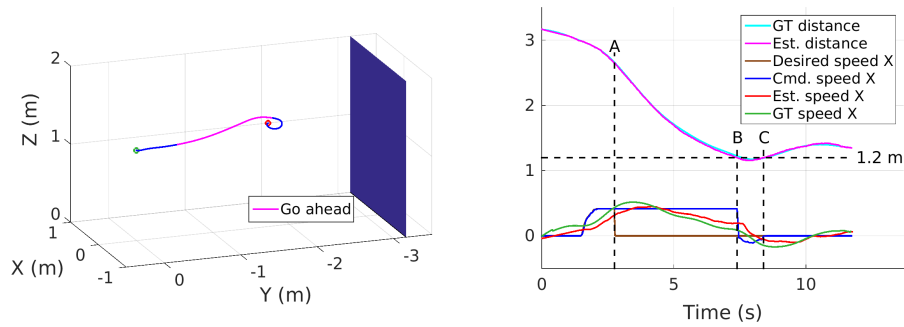 2
1
0
Z (m)
1
0
-1
X (m)
0
-1
-2
-3
Y (m)
Go ahead
3
2
1
0
0
5
10
Time (s)
A
B
C
1.2 m
GT distance
Est. distance
Desired speed X
Cmd. speed X
Est. speed X
GT speed X